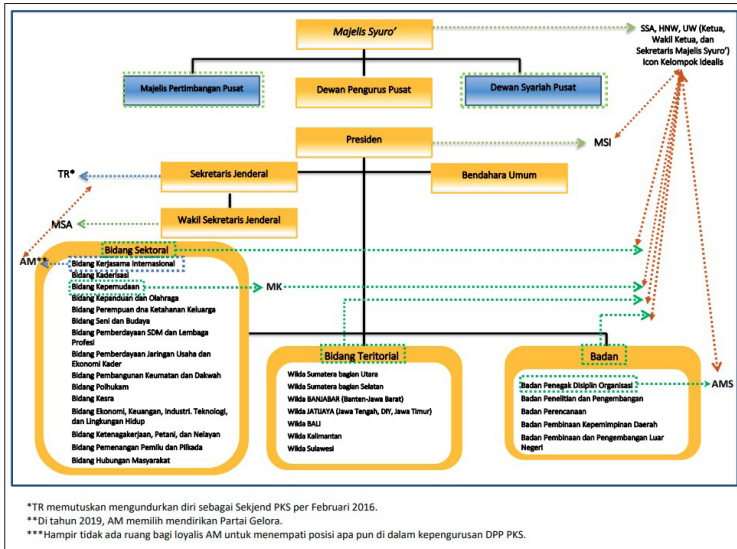 Majelis Syuro’
SSA, HNW, UW (Ketua,
Wakil Ketua, dan
Sekretaris Majelis Syuro’)
Icon Kelompok Idealis
Majelis Pertimbangan Pusat
Dewan Pengurus Pusat
Dewan Syariah Pusat
Presiden
MSI
TR*
Sekretaris Jenderal
Bendahara Umum
MSA
Wakil Sekretaris Jenderal
AM**
Bidang Sektoral
Bidang Kerjasama Internasional
Bidang Kaderisasi
Bidang Kepemudaan
MK
Bidang Kepanduan dan Olahraga
Bidang Perempuan dna Ketahanan Keluarga
Bidang Seni dan Budaya
Bidang Pemberdayaan SDM dan Lembaga
Profesi
Bidang Pemberdayaan Jaringan Usaha dan
Ekonomi Kader
Bidang Pembangunan Keumatan dan Dakwah
Bidang Polhukam
Bidang Kesra
Bidang Ekonomi, Keuangan, Industri. Teknologi,
dan Lingkungan Hidup
Bidang Ketenagakerjaan, Petani, dan Nelayan
Bidang Pemenangan Pemilu dan Pilkada
Bidang Hubungan Masyarakat
Bidang Teritorial
Wilda Sumatera bagian Utara
Wilda Sumatera bagian Selatan
Wilda BANJABAR (Banten-Jawa Barat)
Wilda JATIJAYA (Jawa Tengah, DIY, Jawa Timur)
Wilda BALI
Wilda Kalimantan
Wilda Sulawesi
Badan
Badan Penegak Disiplin Organisasi
AMS
Badan Penelitian dan Pengembangan
Badan Perencanaan
Badan Pembinaan Kepemimpinan Daerah
Badan Pembinaan dan Pengembangan Luar
Negeri
*TR memutuskan mengundurkan diri sebagai Sekjend PKS per Februari 2016.
**Di tahun 2019, AM memilih mendirikan Partai Gelora.
***Hampir tidak ada ruang bagi loyalis AM untuk menempati posisi apa pun di dalam kepengurusan DPP PKS.